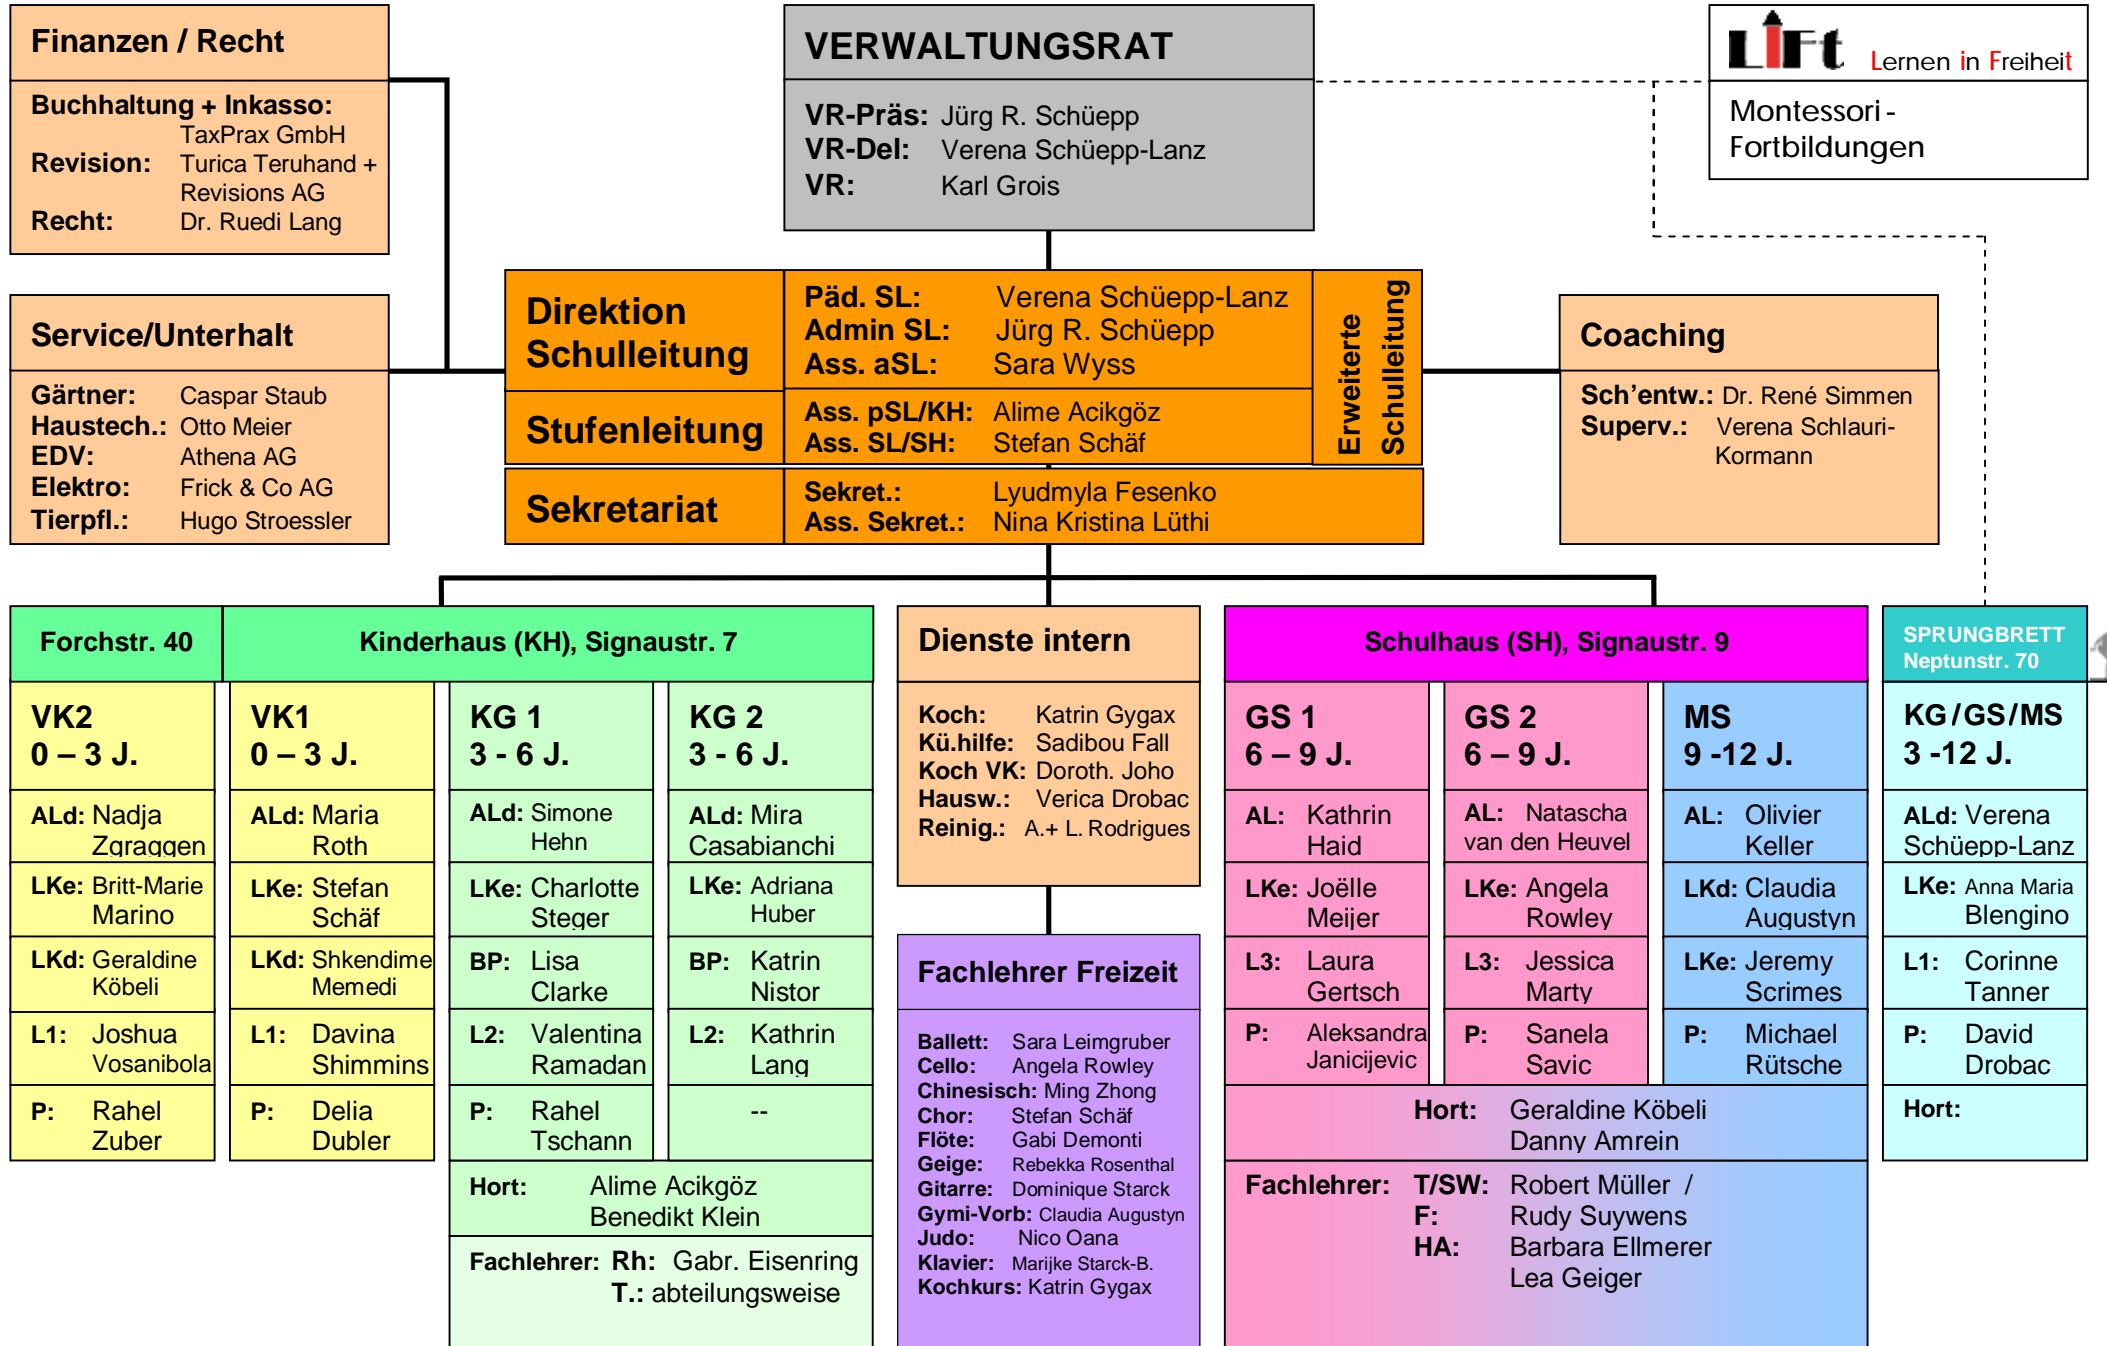 Finanzen / Recht
Buchhaltung + Inkasso:
TaxPrax GmbH
Revision: Turica Teruhand +
Revisions AG
Recht: Dr. Ruedi Lang
VERWALTUNGSRAT
VR-Präs: Jürg R. Schüepp
VR-Del: Verena Schüepp-Lanz
VR: Karl Grois
LiFt Lernen in Freiheit
Montessori-
Fortbildungen
Service/Unterhalt
Gärtner: Caspar Staub
Haustech.: Otto Meier
EDV: Athena AG
Elektro: Frick & Co AG
Tierpfl.: Hugo Stroessler
Direktion
Schulleitung
Päd. SL: Verena Schüepp-Lanz
Admin SL: Jürg R. Schüepp
Ass. aSL: Sara Wyss
Stufenleitung
Ass. pSL/KH: Alime Acikgöz
Ass. SL/SH: Stefan Schäf
Erweiterte
Schulleitung
Sekretariat
Sekret.: Lyudmyla Fesenko
Ass. Sekret.: Nina Kristina Lüthi
Coaching
Sch'entw.: Dr. René Simmen
Superv.: Verena Schlauri-
Kormann
Forchstr. 40
Kinderhaus (KH), Signaustr. 7
VK2
0 – 3 J.
ALd: Nadja
Zgraggen
LKe: Britt-Marie
Marino
LKd: Geraldine
Köbeli
L1: Joshua
Vosanibola
P: Rahel
Zuber
VK1
0 – 3 J.
ALd: Maria
Roth
LKe: Stefan
Schäf
LKd: Shkendime
Memedi
L1: Davina
Shimmins
P: Delia
Dubler
KG 1
3 - 6 J.
ALd: Simone
Hehn
LKe: Charlotte
Steger
BP: Lisa
Clarke
L2: Valentina
Ramadan
P: Rahel
Tschann
KG 2
3 - 6 J.
ALd: Mira
Casabianchi
LKe: Adriana
Huber
BP: Katrin
Nistor
L2: Kathrin
Lang
--
Hort: Alime Acikgöz
Benedikt Klein
Fachlehrer: Rh: Gabr. Eisenring
T.: abteilungsweise
Dienste intern
Koch: Katrin Gygax
Kü.hilfe: Sadibou Fall
Koch VK: Doroth. Joho
Hausw.: Verica Drobac
Reinig.: A.+ L. Rodrigues
Fachlehrer Freizeit
Ballett: Sara Leimgruber
Cello: Angela Rowley
Chinesisch: Ming Zhong
Chor: Stefan Schäf
Flöte: Gabi Demonti
Geige: Rebekka Rosenthal
Gitarre: Dominique Starck
Gymi-Vorb: Claudia Augustyn
Judo: Nico Oana
Klavier: Marijke Starck-B.
Kochkurs: Katrin Gygax
Schulhaus (SH), Signaustr. 9
GS 1
6 – 9 J.
AL: Kathrin
Haid
LKe: Joëlle
Meijer
L3: Laura
Gertsch
P: Aleksandra
Janicijevic
GS 2
6 – 9 J.
AL: Natascha
van den Heuvel
LKe: Angela
Rowley
L3: Jessica
Marty
P: Sanela
Savic
MS
9 -12 J.
AL: Olivier
Keller
LKd: Claudia
Augustyn
LKe: Jeremy
Scrimes
P: Michael
Rütsche
Hort: Geraldine Köbeli
Danny Amrein
Fachlehrer: T/SW: Robert Müller /
F: Rudy Suywens
HA: Barbara Ellmerer
Lea Geiger
SPRUNGBRETT
Neptunstr. 70
KG/GS/MS
3 -12 J.
ALd: Verena
Schüepp-Lanz
LKe: Anna Maria
Blengino
L1: Corinne
Tanner
P: David
Drobac
Hort: